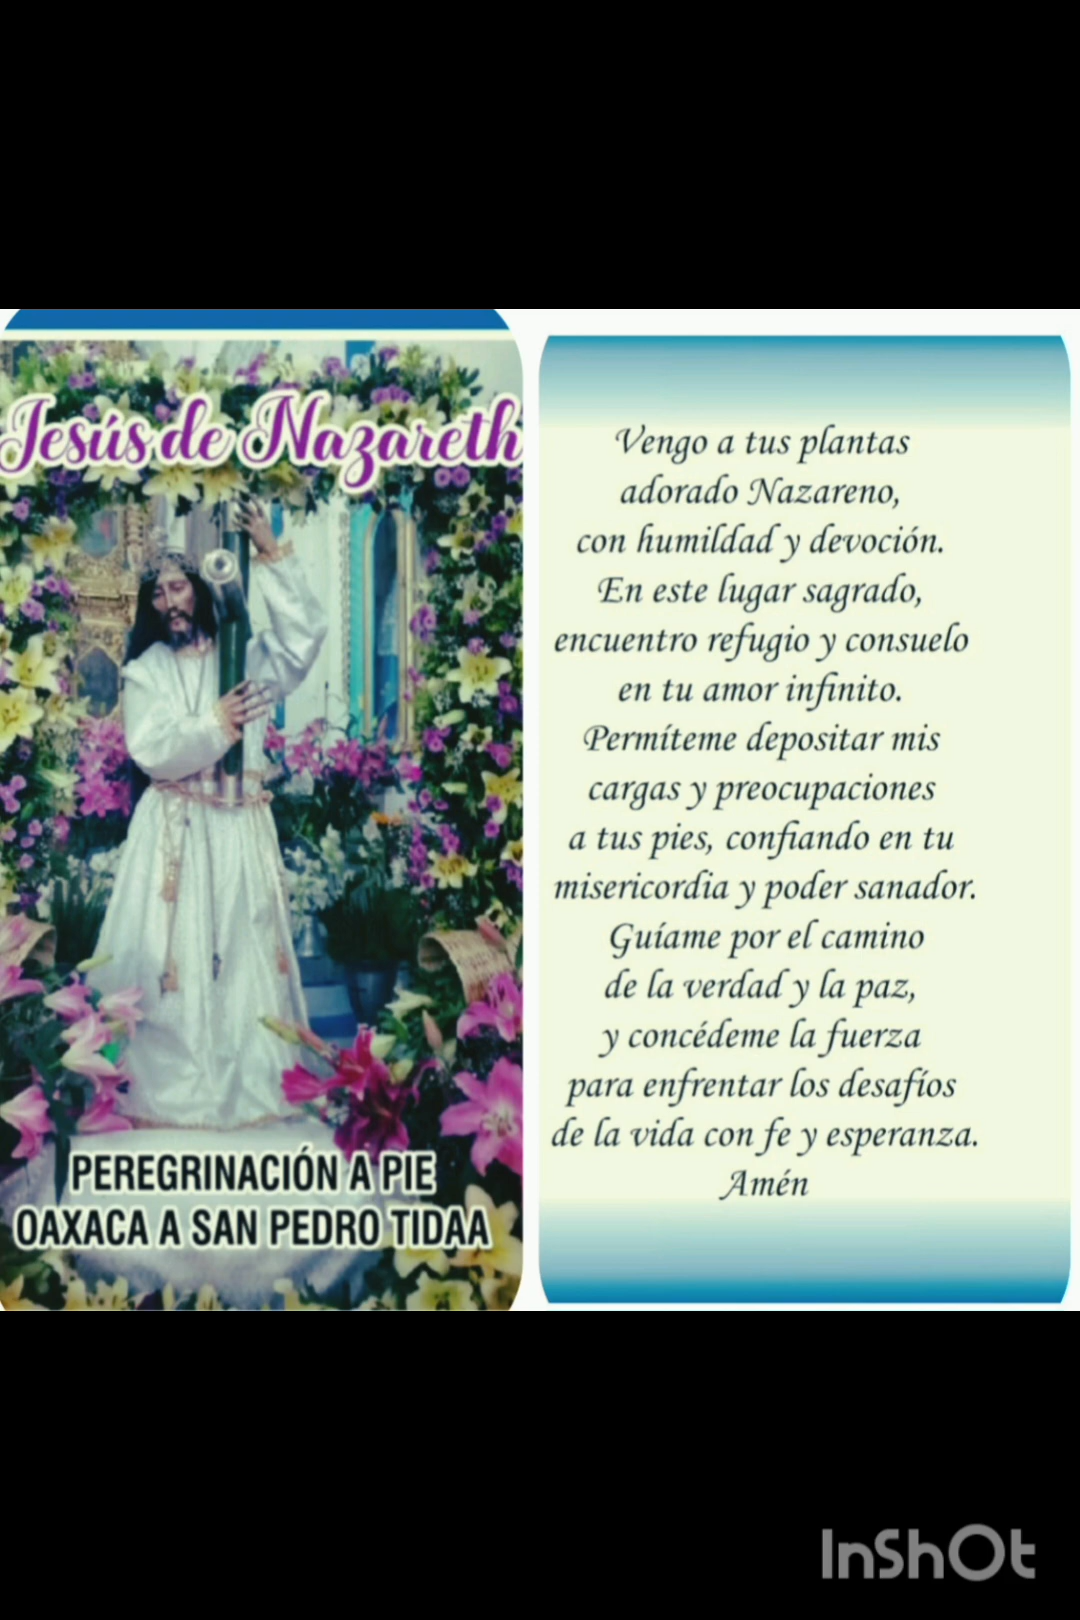 Jesús de Nazareth
PEREGRINACIÓN A PIE
OAXACA A SAN PEDRO TIDAA
Vengo a tus plantas
adorado Nazareno,
con humildad y devoción.
En este lugar sagrado,
encuentro refugio y consuelo
en tu amor infinito.
Permíteme depositar mis
cargas y preocupaciones
a tus pies, confiando en tu
misericordia y poder sanador.
Guíame por el camino
de la verdad y la paz,
y concédeme la fuerza
para enfrentar los desafíos
de la vida con fe y esperanza.
Amén
InShOt